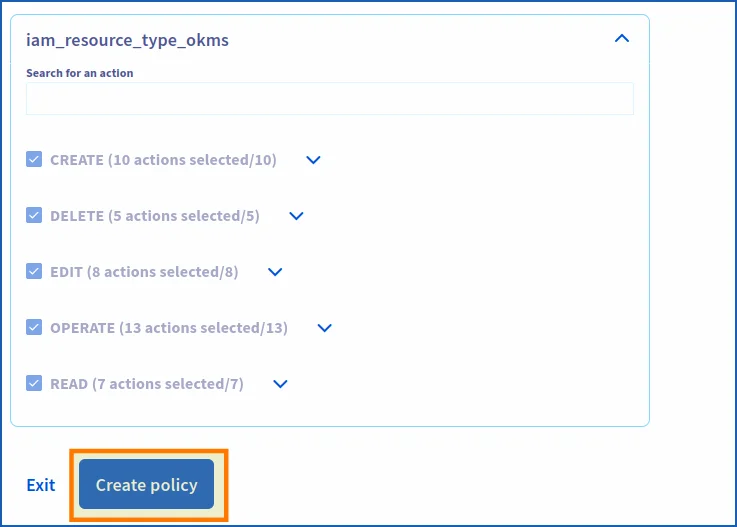 iam_resource_type_okms
Search for an action
CREATE (10 actions selected/10)
DELETE (5 actions selected/5)
EDIT (8 actions selected/8)
OPERATE (13 actions selected/13)
READ (7 actions selected/7)
Exit
Create policy